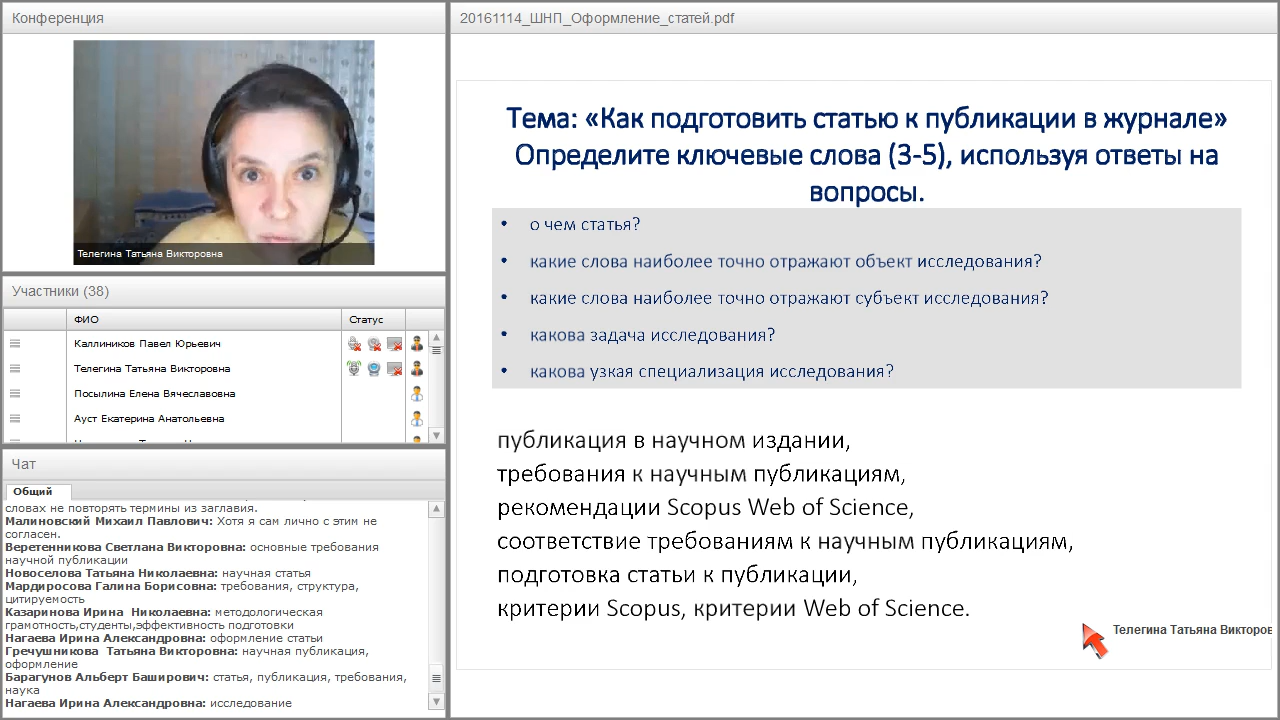 Конференция
Телегина Татьяна Викторовна
Участники (38)
ФИО
Статус
Каллиников Павел Юрьевич
Телегина Татьяна Викторовна
Посылина Елена Вячеславовна
Ауст Екатерина Анатольевна
Чат
Общий
словах не повторять термины из заглавия.
Малиновский Михаил Павлович: Хотя я сам лично с этим не
согласен.
Веретенникова Светлана Викторовна: основные требования
научной публикации
Новоселова Татьяна Николаевна: научная статья
Мардиросова Галина Борисовна: требования, структура,
цитируемость
Казаринова Ирина  Николаевна: методологическая
грамотность,студенты,эффективность подготовки
Нагаева Ирина Александровна: оформление статьи
Гречушникова  Татьяна Викторовна: научная публикация,
оформление
Барагунов Альберт Баширович: статья, публикация, требования,
наука
Нагаева Ирина Александровна: исследование
20161114_ШНП_Оформление_статей.pdf
Тема: «Как подготовить статью к публикации в журнале»
Определите ключевые слова (3-5), используя ответы на
вопросы.
• о чем статья?
• какие слова наиболее точно отражают объект исследования?
• какие слова наиболее точно отражают субъект исследования?
• какова задача исследования?
• какова узкая специализация исследования?
публикация в научном издании,
требования к научным публикациям,
рекомендации Scopus Web of Science,
соответствие требованиям к научным публикациям,
подготовка статьи к публикации,
критерии Scopus, критерии Web of Science.
Телегина Татьяна Викторов